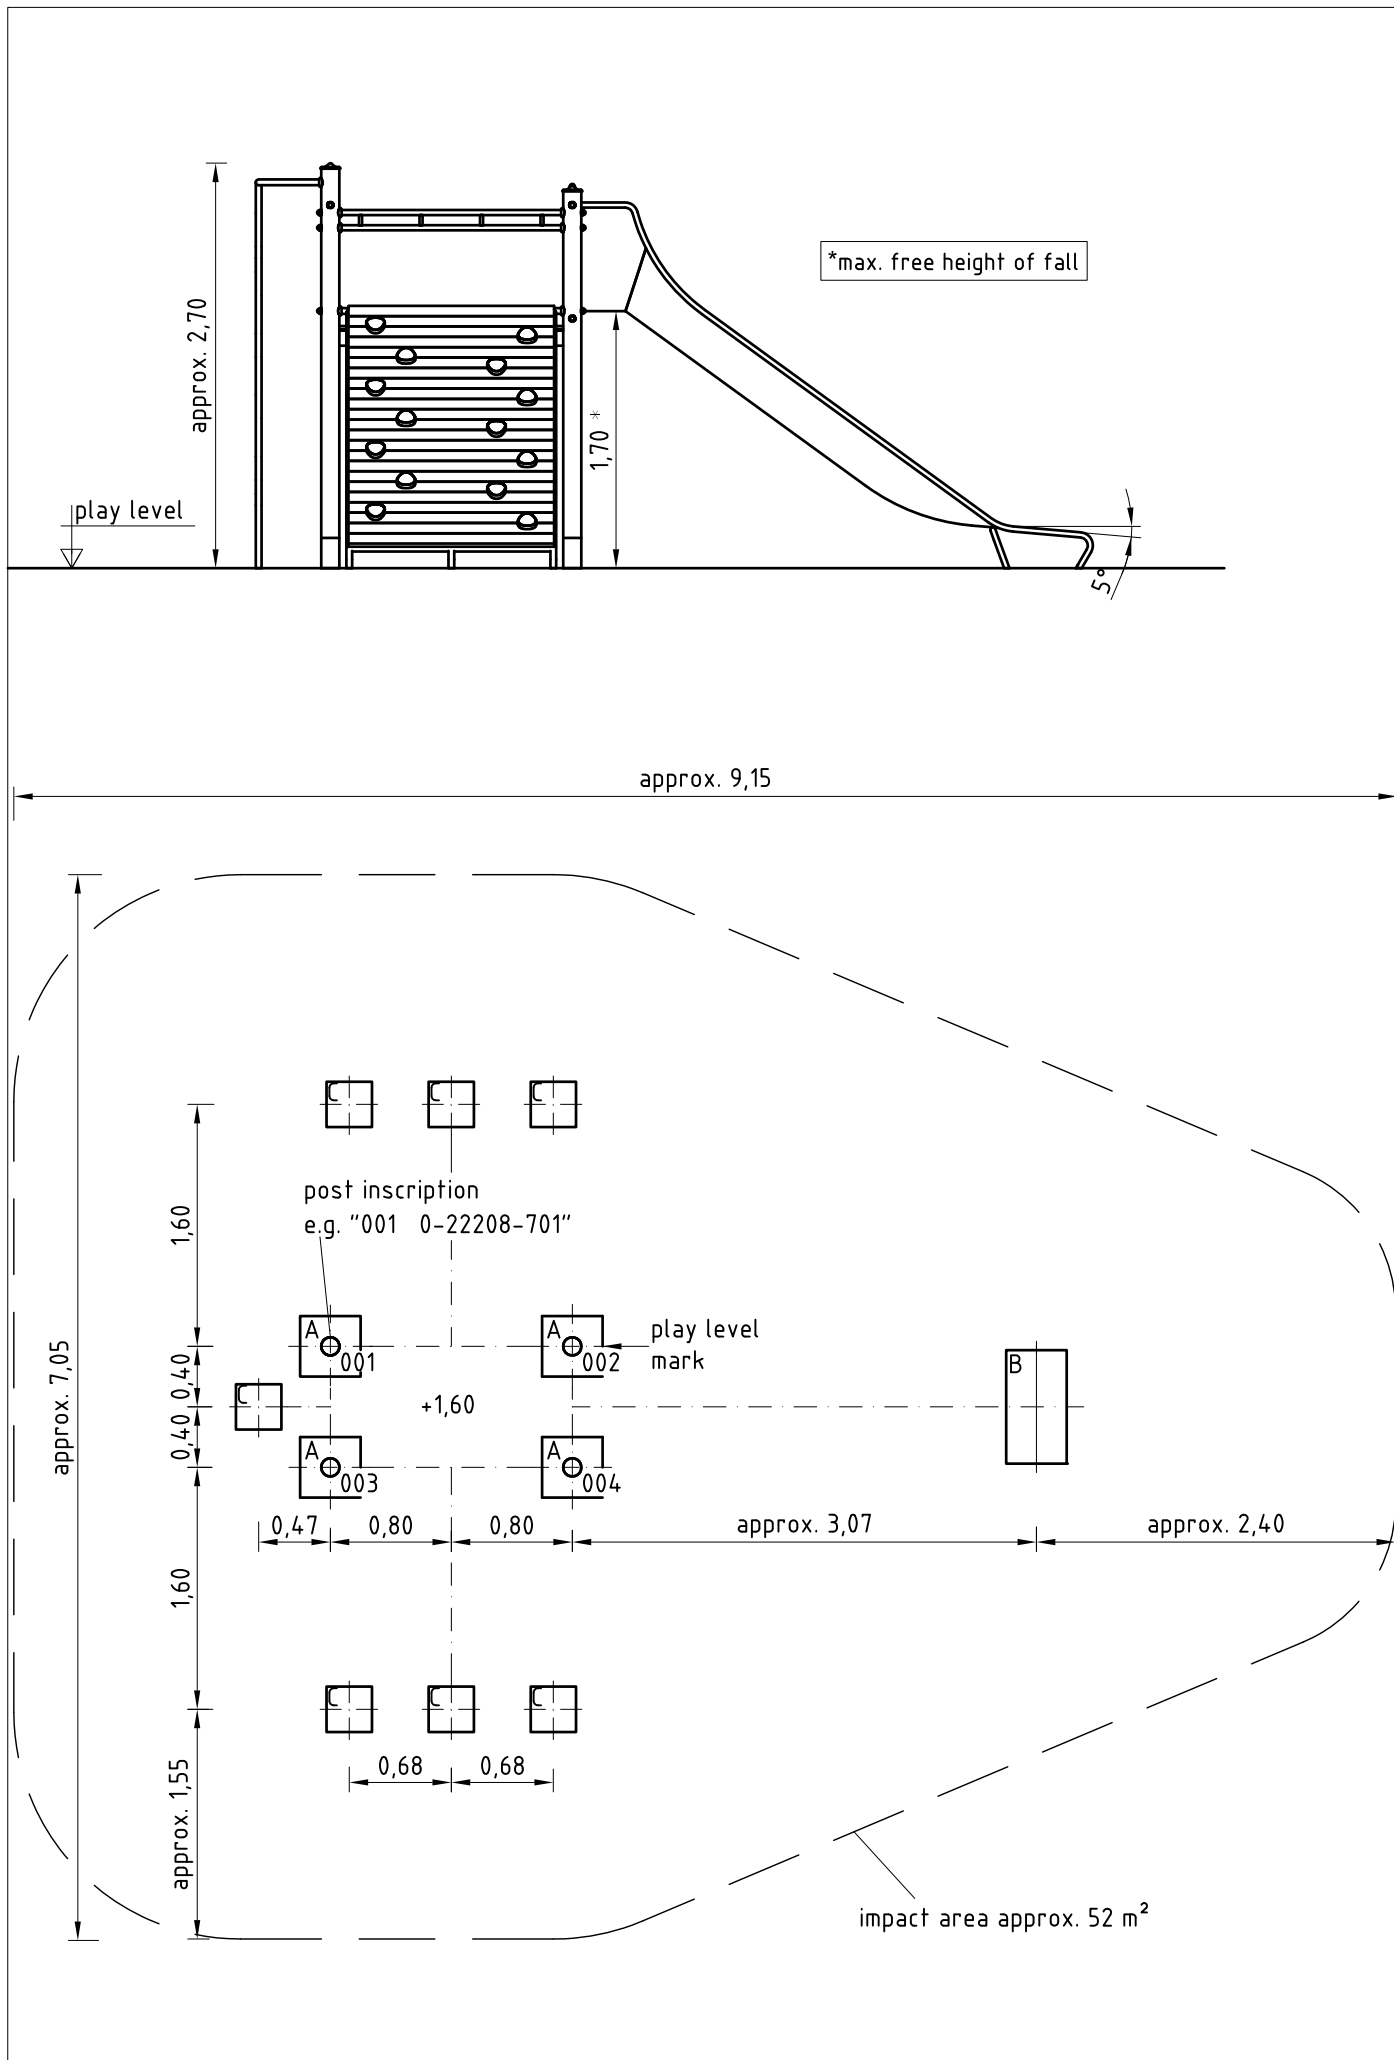 *max. free height of fall
approx. 2,70
1,70 *
play level
5°
approx. 9,15
approx. 7,05
1,60
post inscription
e.g. "001 0-22208-701"
A
001
A
002
play level
mark
0,40
0,40
+1,60
B
A
003
A
004
0,47
0,80
0,80
approx. 3,07
approx. 2,40
1,60
0,68
0,68
approx. 1,55
impact area approx. 52 m²